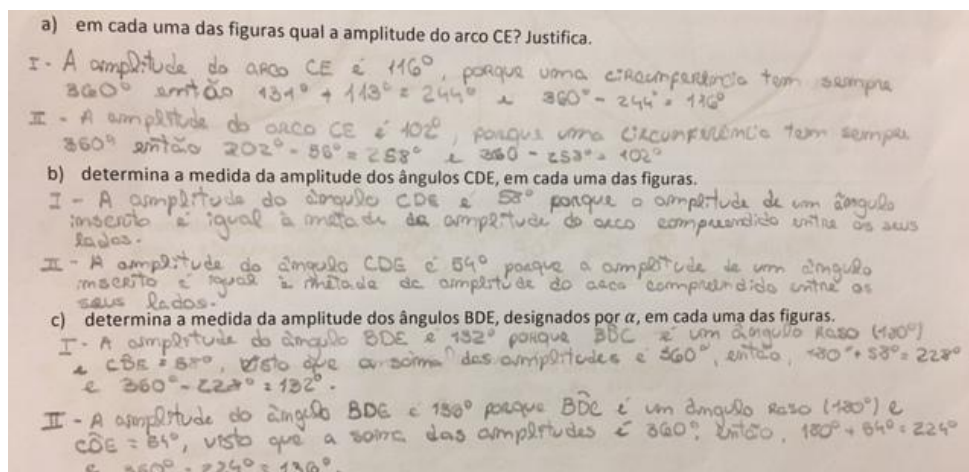 a) em cada uma das figuras qual a amplitude do arco CE? Justifica.
I - A amplitude do arco CE é 116°, porque uma circunferência tem sempre
360° então 131° + 113° = 244° e 360° - 244° = 116°
II - A amplitude do arco CE é 102°, porque uma circunferência tem sempre
360° então 202° - 56° = 258° e 360 - 258° = 102°
b) determina a medida da amplitude dos ângulos CDE, em cada uma das figuras.
I - A amplitude do ângulo CDE é 58° porque a amplitude de um ângulo
inscrito é igual à metade da amplitude do arco compreendido entre os seus
lados.
II - A amplitude do ângulo CDE é 54° porque a amplitude de um ângulo
inscrito é igual à metade da amplitude do arco compreendido entre os
seus lados.
c) determina a medida da amplitude dos ângulos BDE, designados por α, em cada uma das figuras.
I - A amplitude do ângulo BDE é 132° porque BDC é um ângulo raso (180°)
e = 58°, visto que a soma das amplitudes é 360°, então, 180° + 58° = 228°
e 360° - 228° = 132°.
II - A amplitude do ângulo BDE é porque BDC é um ângulo raso (180°) e
CDE = 54°, visto que a soma das amplitudes é 360°, então, 180° + 54° = 224°
e 360° - 224° = 136°.